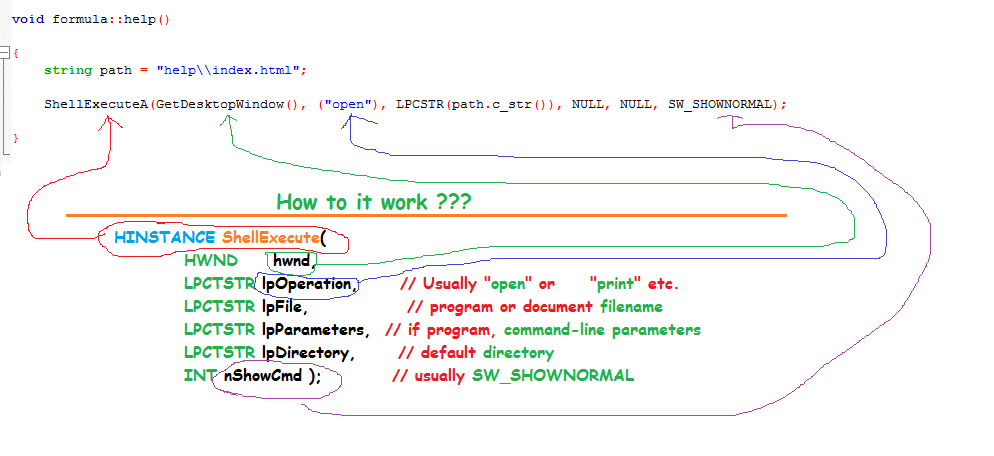 void formula::help()
{
string path = "help\\index.html";
ShellExecuteA(GetDesktopWindow(), ("open"), LPCSTR(path.c_str()), NULL, NULL, SW_SHOWNORMAL);
}
How to it work ???
HINSTANCE ShellExecute(
HWND hwnd,
LPCTSTR lpOperation, // Usually "open" or "print" etc.
LPCTSTR lpFile, // program or document filename
LPCTSTR lpParameters, // if program, command-line parameters
LPCTSTR lpDirectory, // default directory
INT nShowCmd ); // usually SW_SHOWNORMAL